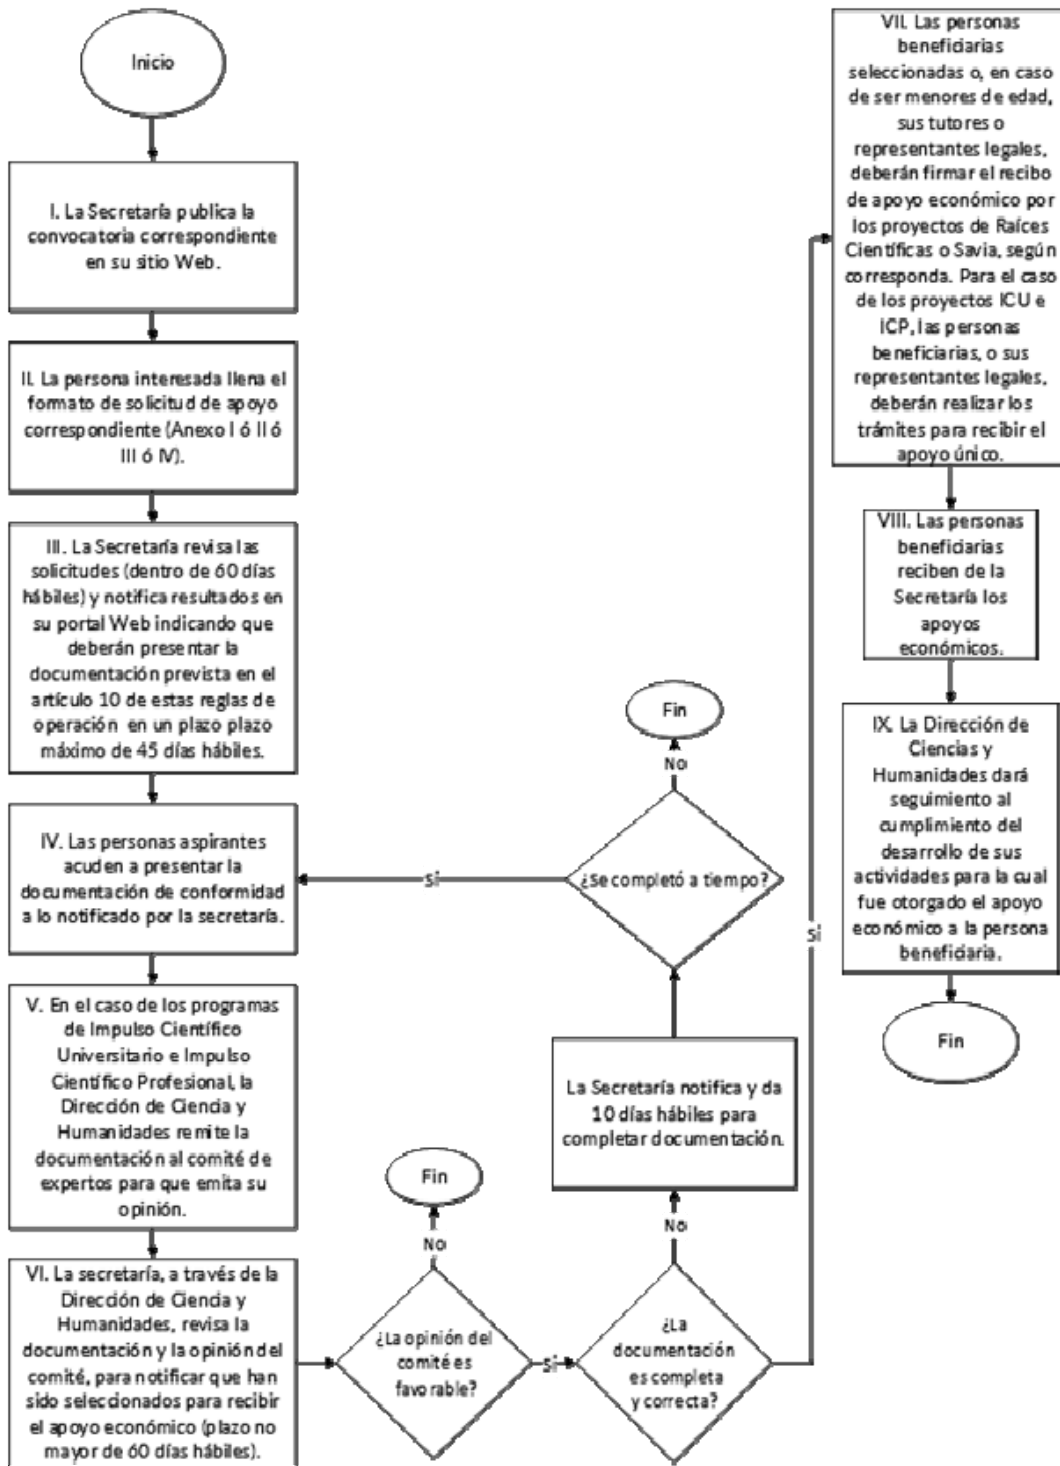 Inicio
I. La Secretaría publica la
convocatoria correspondiente
en su sitio Web.
II. La persona interesada llena el
formato de solicitud de apoyo
correspondiente (Anexo I ó II ó
III ó IV).
III. La Secretaría revisa las
solicitudes (dentro de 60 días
hábiles) y notifica resultados en
su portal Web indicando que
deberán presentar la
documentación prevista en el
artículo 10 de estas reglas de
operación en un plazo plazo
máximo de 45 días hábiles.
IV. Las personas aspirantes
acuden a presentar la
documentación de conformidad
a lo notificado por la secretaría.
V. En el caso de los programas
de Impulso Científico
Universitario e Impulso
Científico Profesional, la
Dirección de Ciencia y
Humanidades remite la
documentación al comité de
expertos para que emita su
opinión.
VI. La secretaría, a través de la
Dirección de Ciencia y
Humanidades, revisa la
documentación y la opinión del
comité, para notificar que han
sido seleccionados para recibir
el apoyo económico (plazo no
mayor de 60 días hábiles).
Fin
No
¿La opinión del
comité es
favorable?
Si
¿La
documentación
es completa
y correcta?
No
La Secretaría notifica y da
10 días hábiles para
completar documentación.
¿Se completó a tiempo?
Si
No
Fin
Si
VII. Las personas
beneficiarias
seleccionadas o, en caso
de ser menores de edad,
sus tutores o
representantes legales,
deberán firmar el recibo
de apoyo económico por
los proyectos de Raíces
Científicas o Savia, según
corresponda. Para el caso
de los proyectos ICU e
ICP, las personas
beneficiarias, o sus
representantes legales,
deberán realizar los
trámites para recibir el
apoyo único.
VIII. Las personas
beneficiarias
reciben de la
Secretaría los
apoyos
económicos.
IX. La Dirección de
Ciencias y
Humanidades dará
seguimiento al
cumplimiento del
desarrollo de sus
actividades para la cual
fue otorgado el apoyo
económico a la persona
beneficiaria.
Fin